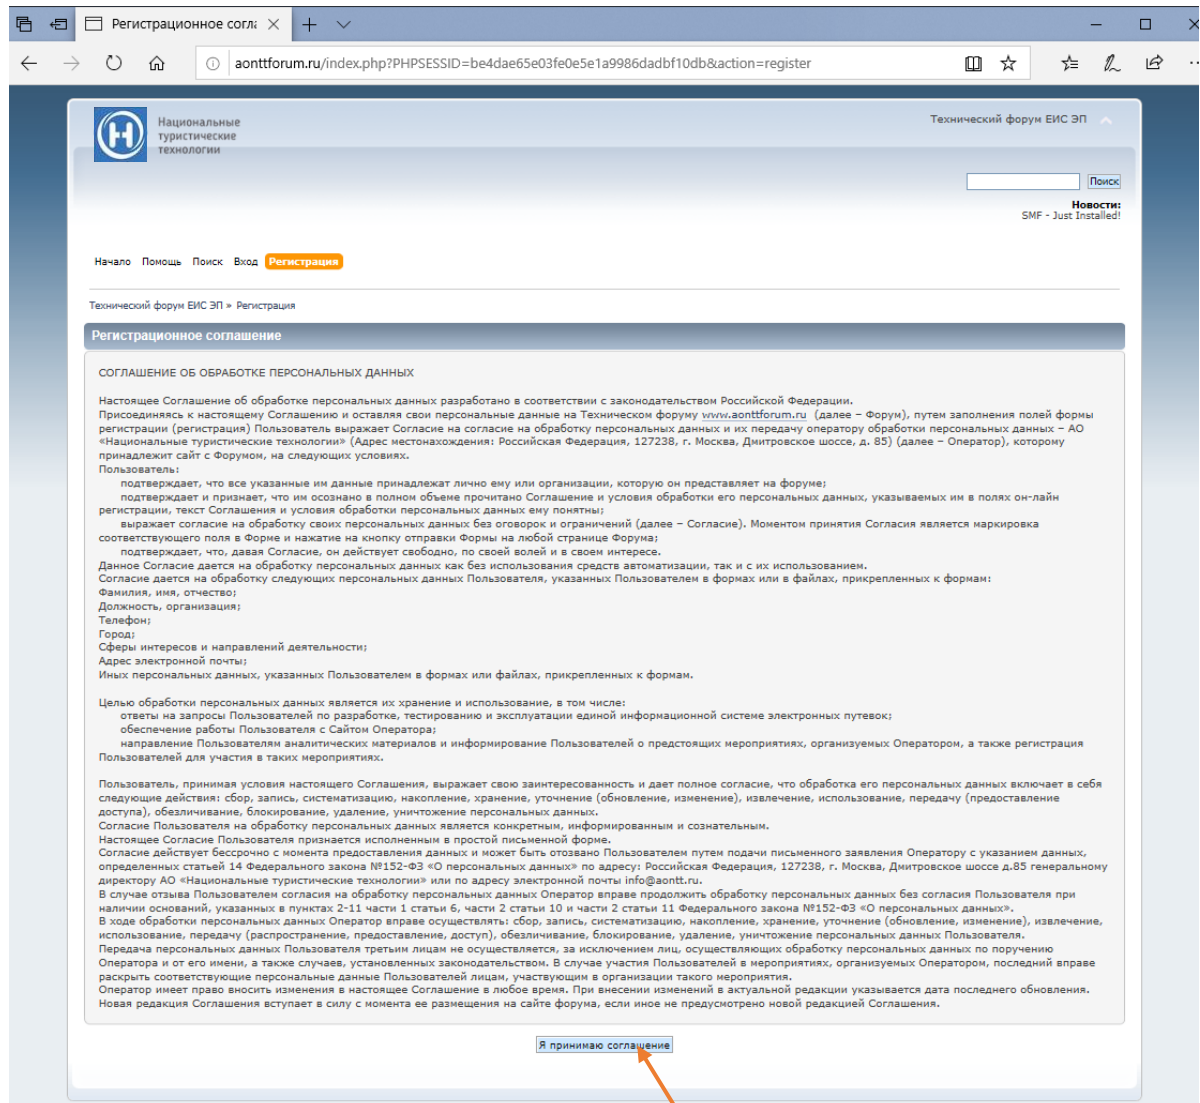 Регистрационное согла
aonttforum.ru/index.php?PHPSESSID=be4dae65e03fe0e5e1a9986dadbf10db&action=register
Национальные
туристические
технологии
Технический форум ЕИС ЭП
Поиск
Новости:
SMF - Just Installed!
Начало Помощь Поиск Вход Регистрация
Технический форум ЕИС ЭП » Регистрация
Регистрационное соглашение
СОГЛАШЕНИЕ ОБ ОБРАБОТКЕ ПЕРСОНАЛЬНЫХ ДАННЫХ
Настоящее Соглашение об обработке персональных данных разработано в соответствии с законодательством Российской Федерации.
Присоединяясь к настоящему Соглашению и оставляя свои персональные данные на Техническом форуму www.aonttforum.ru (далее – Форум), путем заполнения полей формы
регистрации (регистрация) Пользователь выражает Согласие на согласие на обработку персональных данных и их передачу оператору обработки персональных данных – АО
«Национальные туристические технологии» (Адрес местонахождения: Российская Федерация, 127238, г. Москва, Дмитровское шоссе, д. 85) (далее – Оператор), которому
принадлежит сайт с Форумом, на следующих условиях.
Пользователь:
подтверждает, что все указанные им данные принадлежат лично ему или организации, которую он представляет на форуме;
подтверждает и признает, что им осознано в полном объеме прочитано Соглашение и условия обработки его персональных данных, указываемых им в полях он-лайн
регистрации, текст Соглашения и условия обработки персональных данных ему понятны;
выражает согласие на обработку своих персональных данных без оговорок и ограничений (далее – Согласие). Моментом принятия Согласия является маркировка
соответствующего поля в Форме и нажатие на кнопку отправки Формы на любой странице Форума;
подтверждает, что, давая Согласие, он действует свободно, по своей волей и в своем интересе.
Данное Согласие дается на обработку персональных данных как без использования средств автоматизации, так и с их использованием.
Согласие дается на обработку следующих персональных данных Пользователя, указанных Пользователем в формах или в файлах, прикрепленных к формам:
Фамилия, имя, отчество;
Должность, организация;
Телефон;
Город;
Сферы интересов и направлений деятельности;
Адрес электронной почты;
Иных персональных данных, указанных Пользователем в формах или файлах, прикрепленных к формам.
Целью обработки персональных данных является их хранение и использование, в том числе:
ответы на запросы Пользователей по разработке, тестированию и эксплуатации единой информационной системе электронных путевок;
обеспечение работы Пользователя с Сайтом Оператора;
направление Пользователям аналитических материалов и информирование Пользователей о предстоящих мероприятиях, организуемых Оператором, а также регистрация
Пользователей для участия в таких мероприятиях.
Пользователь, принимая условия настоящего Соглашения, выражает свою заинтересованность и дает полное согласие, что обработка его персональных данных включает в себя
следующие действия: сбор, запись, систематизацию, накопление, хранение, уточнение (обновление, изменение), извлечение, использование, передачу (предоставление
доступа), обезличивание, блокирование, удаление, уничтожение персональных данных.
Согласие Пользователя на обработку персональных данных является конкретным, информированным и сознательным.
Настоящее Согласие Пользователя признается исполненным в простой письменной форме.
Согласие действует бессрочно с момента предоставления данных и может быть отозвано Пользователем путем подачи письменного заявления Оператору с указанием данных,
определенных статьей 14 Федерального закона №152-ФЗ «О персональных данных» по адресу: Российская Федерация, 127238, г. Москва, Дмитровское шоссе д.85 генеральному
директору АО «Национальные туристические технологии» или по адресу электронной почты info@aontt.ru.
В случае отзыва Пользователем согласия на обработку персональных данных Оператор вправе продолжить обработку персональных данных без согласия Пользователя при
наличии оснований, указанных в пунктах 2-11 части 1 статьи 6, части 2 статьи 10 и части 2 статьи 11 Федерального закона №152-ФЗ «О персональных данных».
В ходе обработки персональных данных Оператор вправе осуществлять: сбор, запись, систематизацию, накопление, хранение, уточнение (обновление, изменение), извлечение,
использование, передачу (распространение, предоставление, доступ), обезличивание, блокирование, удаление, уничтожение персональных данных Пользователя.
Передача персональных данных Пользователя третьим лицам не осуществляется, за исключением лиц, осуществляющих обработку персональных данных по поручению
Оператора и от его имени, а также случаев, установленных законодательством. В случае участия Пользователей в мероприятиях, организуемых Оператором, последний вправе
раскрыть соответствующие персональные данные Пользователей лицам, участвующим в организации такого мероприятия.
Оператор имеет право вносить изменения в настоящее Соглашение в любое время. При внесении изменений в актуальной редакции указывается дата последнего обновления.
Новая редакция Соглашения вступает в силу с момента ее размещения на сайте форума, если иное не предусмотрено новой редакцией Соглашения.
Я принимаю соглашение